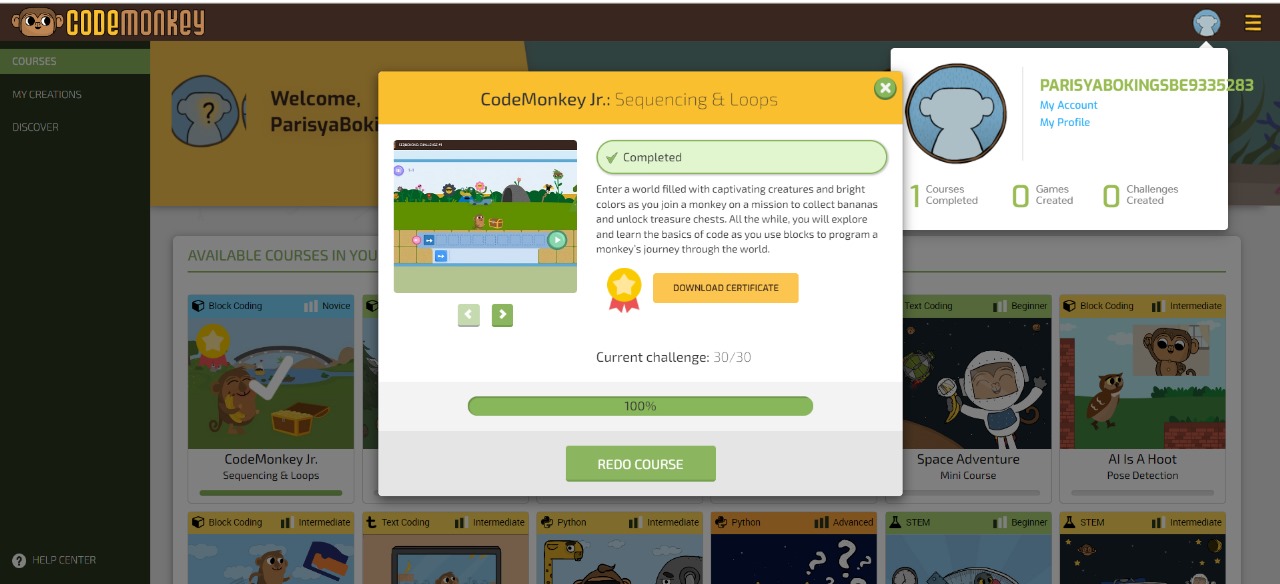 CODEMONKEY
COURSES
MY CREATIONS
DISCOVER
HELP CENTER
Welcome,
ParisyaBoki
PARISYABOKINGSBE9335283
My Account
My Profile
1 Courses Completed
0 Games Created
0 Challenges Created
CodeMonkey Jr.: Sequencing & Loops
Completed
Enter a world filled with captivating creatures and bright
colors as you join a monkey on a mission to collect bananas
and unlock treasure chests. All the while, you will explore
and learn the basics of code as you use blocks to program a
monkey's journey through the world.
DOWNLOAD CERTIFICATE
Current challenge: 30/30
100%
REDO COURSE
AVAILABLE COURSES IN YOU
Block Coding Novice
Text Coding Beginner
Block Coding Intermediate
CodeMonkey Jr.
Sequencing & Loops
Space Adventure
Mini Course
AI Is A Hoot
Pose Detection
Block Coding Intermediate
Text Coding Intermediate
Python Intermediate
Python Advanced
STEM Beginner
STEM Intermediate